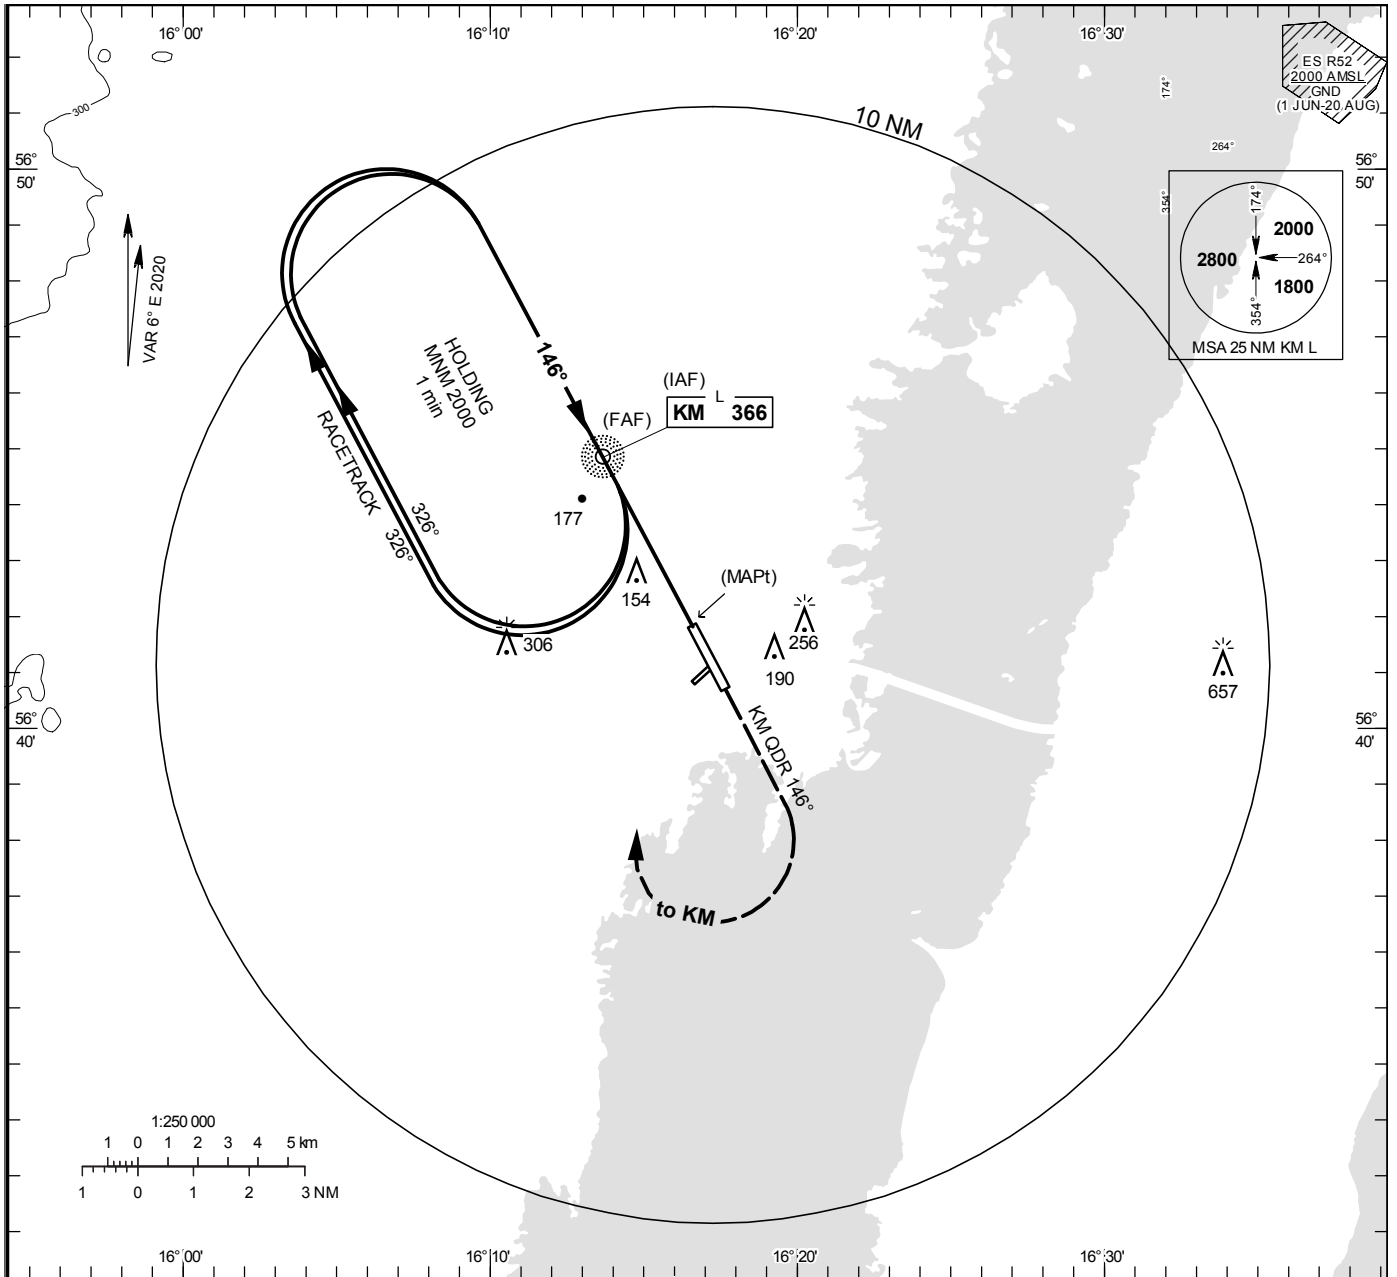 16°00' 16°10' 16°20' 16°30'
ES R52
2000 AMSL
GND
(1 JUN-20 AUG)
174°
300
10 NM
264°
56°
50'
56°
50'
354°
174°
2000
2800
264°
1800
354°
MSA 25 NM KM L
VAR 6° E 2020
HOLDING
MNM 2000
1 min
146°
(IAF)
L
KM 366
(FAF)
RACETRACK
326°
326°
177
154
(MAPt)
306
256
190
657
56°
40'
56°
40'
KM QDR 146°
to KM
1:250 000
1 0 1 2 3 4 5 km
1 0 1 2 3 NM
16°00' 16°10' 16°20' 16°30'